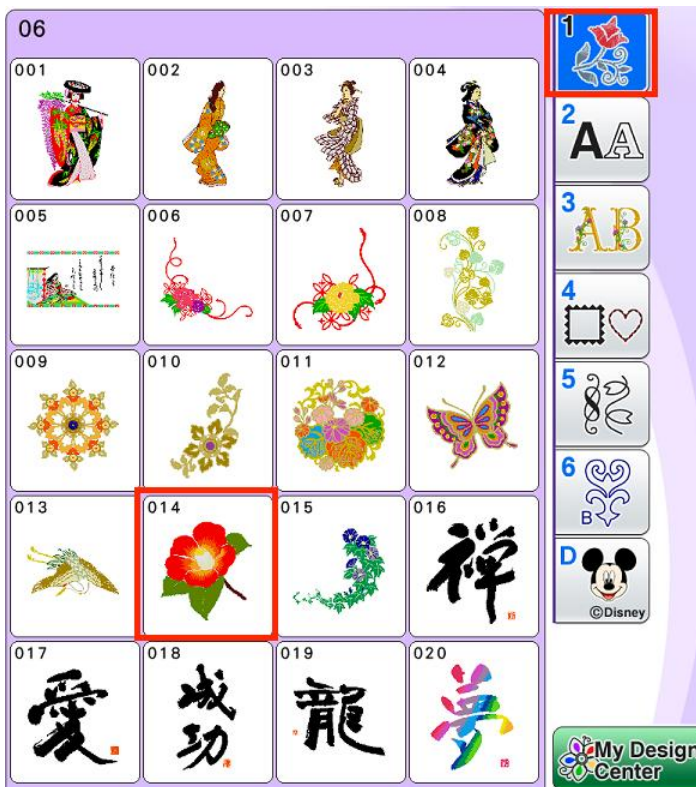 06
1
001 002 003 004
2
AA
005 006 007 008
3
AB
4
009 010 011 012
5
6
B
013 014 015 016
禅
D
©Disney
017 018 019 020
愛 成功 龍 夢
My Design
Center